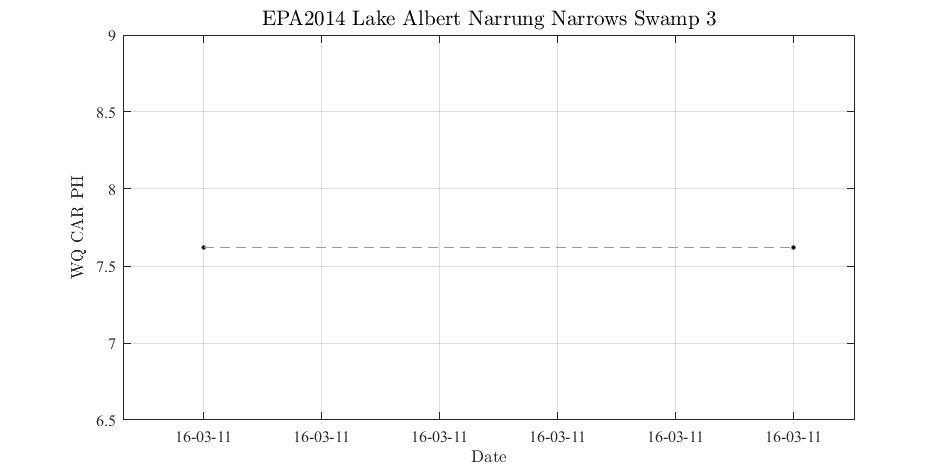 EPA2014 Lake Albert Narrung Narrows Swamp 3
WQ CAR PH
9
8.5
8
7.5
7
6.5
16-03-11 16-03-11 16-03-11 16-03-11 16-03-11 16-03-11
Date